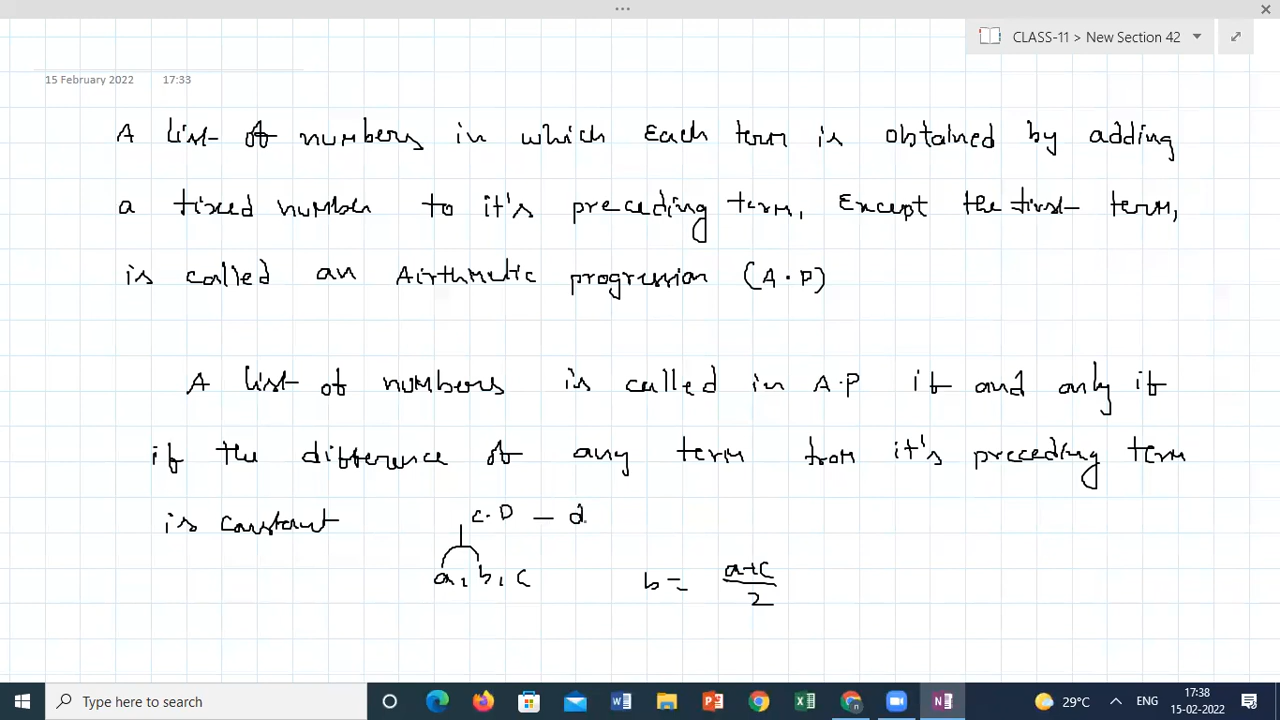 CLASS-11 > New Section 42
15 February 2022 17:33
A list of numbers in which Each term is obtained by adding
a fixed number to it's preceding term, Except the first term,
is called an Airthmetic progression (A.P)
A list of numbers is called in A.P if and only if
if the difference of any term from it's preceding term
is constant c.D — d
a, b, c b = a+c/2
Type here to search
29°C ENG 17:38
15-02-2022